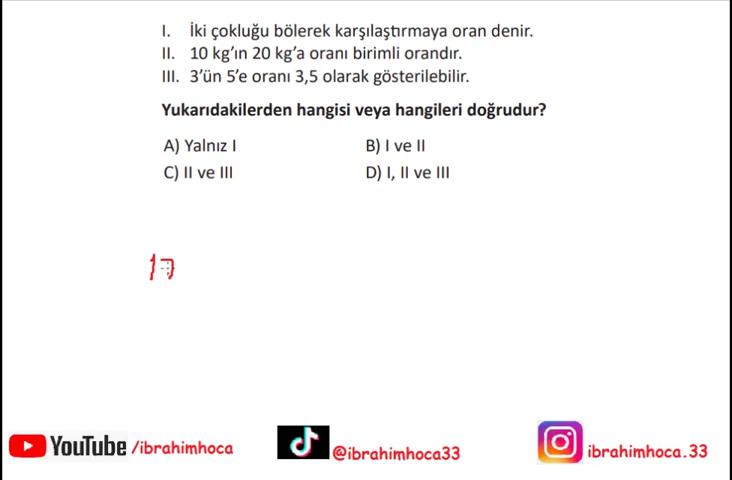 I. İki çokluğu bölerek karşılaştırmaya oran denir.
II. 10 kg’ın 20 kg’a oranı birimli orandır.
III. 3’ün 5’e oranı 3,5 olarak gösterilebilir.
Yukarıdakilerden hangisi veya hangileri doğrudur?
A) Yalnız I B) I ve II
C) II ve III D) I, II ve III
YouTube /ibrahimhoca @ibrahimhoca33 ibrahimhoca.33